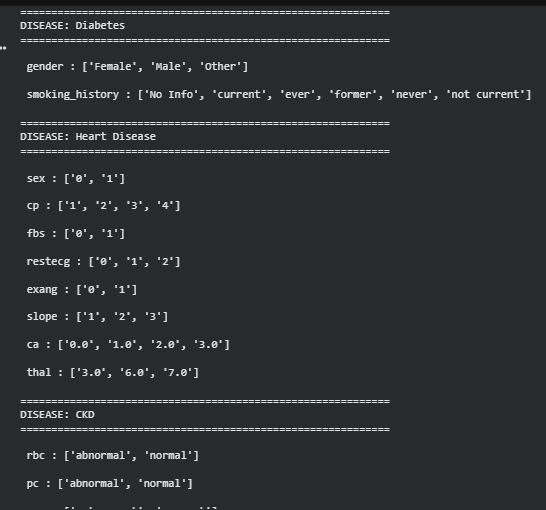 ============================================================
DISEASE: Diabetes
============================================================
gender : ['Female', 'Male', 'Other']
smoking_history : ['No Info', 'current', 'ever', 'former', 'never', 'not current']
============================================================
DISEASE: Heart Disease
============================================================
sex : ['0', '1']
cp : ['1', '2', '3', '4']
fbs : ['0', '1']
restecg : ['0', '1', '2']
exang : ['0', '1']
slope : ['1', '2', '3']
ca : ['0.0', '1.0', '2.0', '3.0']
thal : ['3.0', '6.0', '7.0']
============================================================
DISEASE: CKD
============================================================
rbc : ['abnormal', 'normal']
pc : ['abnormal', 'normal']